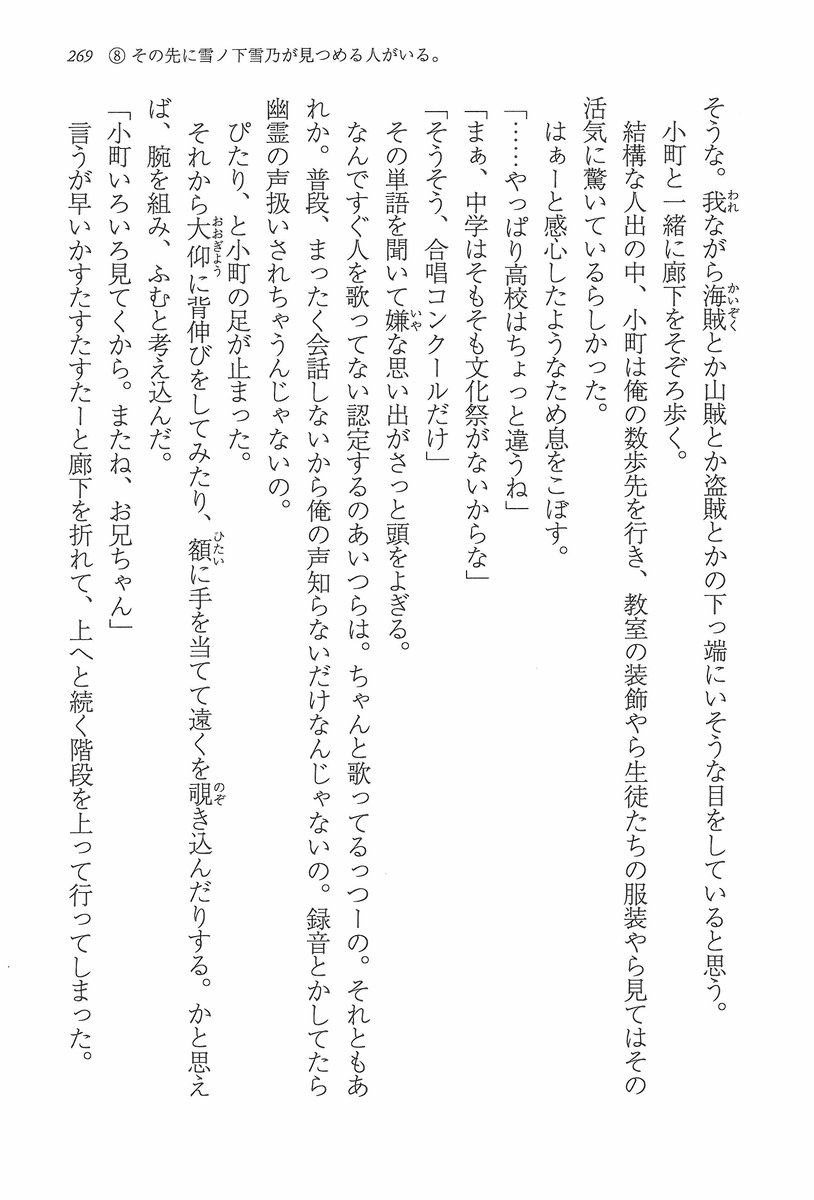 269 ⑧ その先に雪ノ下雪乃が見つめる人がいる。
そうな。我ながら海賊とか山賊とか盗賊とかの下っ端にいそうな目をしていると思う。
小町と一緒に廊下をそぞろ歩く。
結構な人出の中、小町は俺の数歩先を行き、教室の装飾やら生徒たちの服装やら見てはその
活気に驚いているらしかった。
はぁーと感心したようなため息をこぼす。
「……やっぱり高校はちょっと違うね」
「まぁ、中学はそもそも文化祭がないからな」
「そうそう、合唱コンクールだけ」
その単語を聞いて嫌な思い出がさっと頭をよぎる。
なんですぐ人を歌ってない認定するのあいつらは。ちゃんと歌ってるっつーの。それともあ
れか。普段、まったく会話しないから俺の声知らないだけなんじゃないの。録音とかしてたら
幽霊の声扱いされちゃうんじゃないの。
ぴたり、と小町の足が止まった。
それから大仰に背伸びをしてみたり、額に手を当てて遠くを覗き込んだりする。かと思え
ば、腕を組み、ふむと考え込んだ。
「小町いろいろ見てくから。またね、お兄ちゃん」
言うが早いかすたすたすたーと廊下を折れて、上へと続く階段を上って行ってしまった。
われ
かいぞく
いや
おおぎよう
ひたい
のぞ